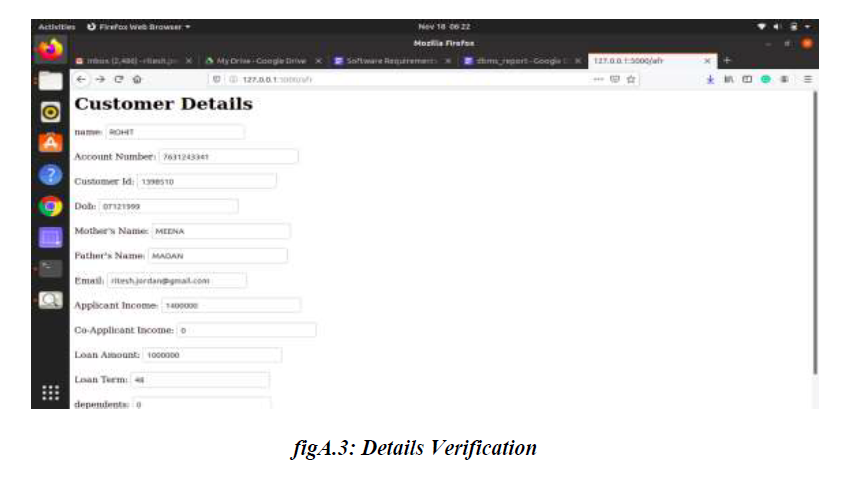 Activities Firefox Web Browser Nov 18 06:22
Mozilla Firefox
Inbox (2,486) - ritesh.jo My Drive - Google Drive Software Requirement dbms_report - Google 127.0.0.1:5000/afr
127.0.0.1:5000/afr
Customer Details
name: ROHIT
Account Number: 7631243341
Customer Id: 1398510
Dob: 07121999
Mother's Name: MEENA
Father's Name: MADAN
Email: ritesh.jordan@gmail.com
Applicant Income: 1400000
Co-Applicant Income: 0
Loan Amount: 1000000
Loan Term: 48
dependents: 0
figA.3: Details Verification